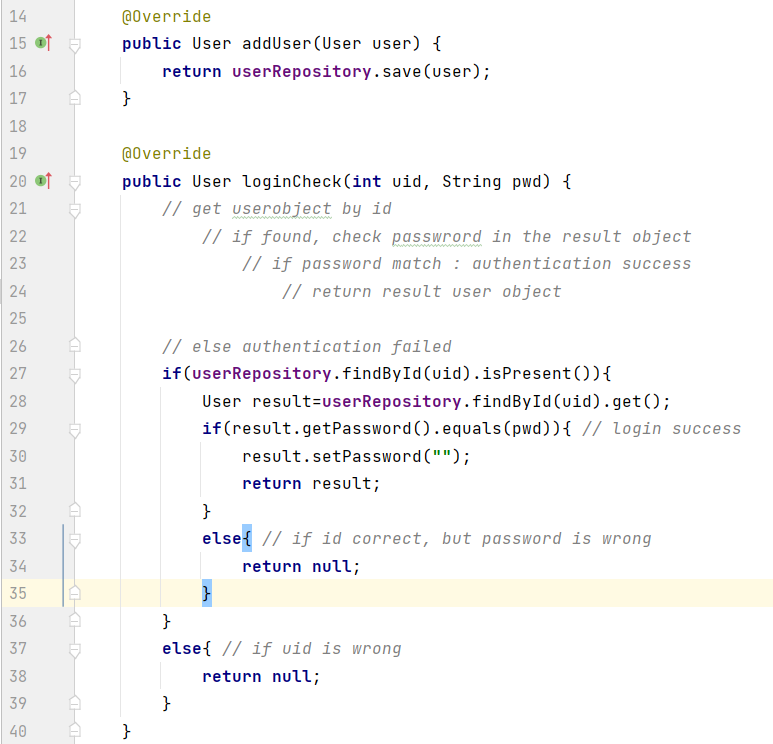 14 @Override
15 public User addUser(User user) {
16 return userRepository.save(user);
17 }
18
19 @Override
20 public User loginCheck(int uid, String pwd) {
21 // get userobject by id
22 // if found, check passwrord in the result object
23 // if password match : authentication success
24 // return result user object
25
26 // else authentication failed
27 if(userRepository.findById(uid).isPresent()){
28 User result=userRepository.findById(uid).get();
29 if(result.getPassword().equals(pwd)){ // login success
30 result.setPassword("");
31 return result;
32 }
33 else{ // if id correct, but password is wrong
34 return null;
35 }
36 }
37 else{ // if uid is wrong
38 return null;
39 }
40 }